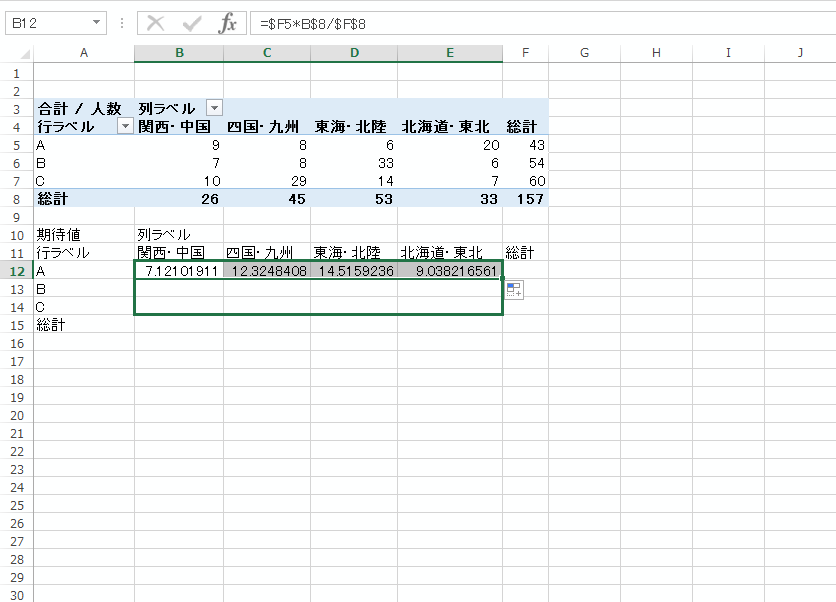 B12 fx =$F5*B$8/$F$8
A B C D E F G H I J
1
2
3 合計 / 人数 列ラベル
4 行ラベル 関西・中国 四国・九州 東海・北陸 北海道・東北 総計
5 A 9 8 6 20 43
6 B 7 8 33 6 54
7 C 10 29 14 7 60
8 総計 26 45 53 33 157
9
10 期待値 列ラベル
11 行ラベル 関西・中国 四国・九州 東海・北陸 北海道・東北 総計
12 A 7.12101911 12.3248408 14.5159236 9.038216561
13 B
14 C
15 総計
16
17
18
19
20
21
22
23
24
25
26
27
28
29
30